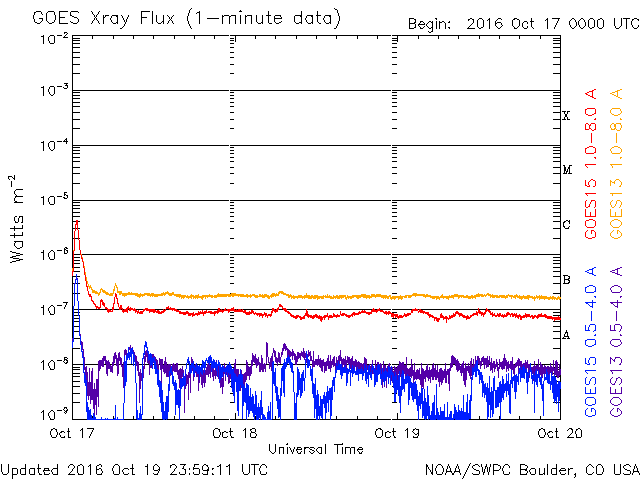 GOES Xray Flux (1-minute data)
Begin: 2016 Oct 17 0000 UTC
10-2
10-3
10-4
10-5
10-6
10-7
10-8
10-9
Watts m-2
X
M
C
B
A
GOES15 1.0-8.0 A
GOES13 1.0-8.0 A
GOES15 0.5-4.0 A
GOES13 0.5-4.0 A
Oct 17
Oct 18
Oct 19
Oct 20
Universal Time
Updated 2016 Oct 19 23:59:11 UTC
NOAA/SWPC Boulder, CO USA